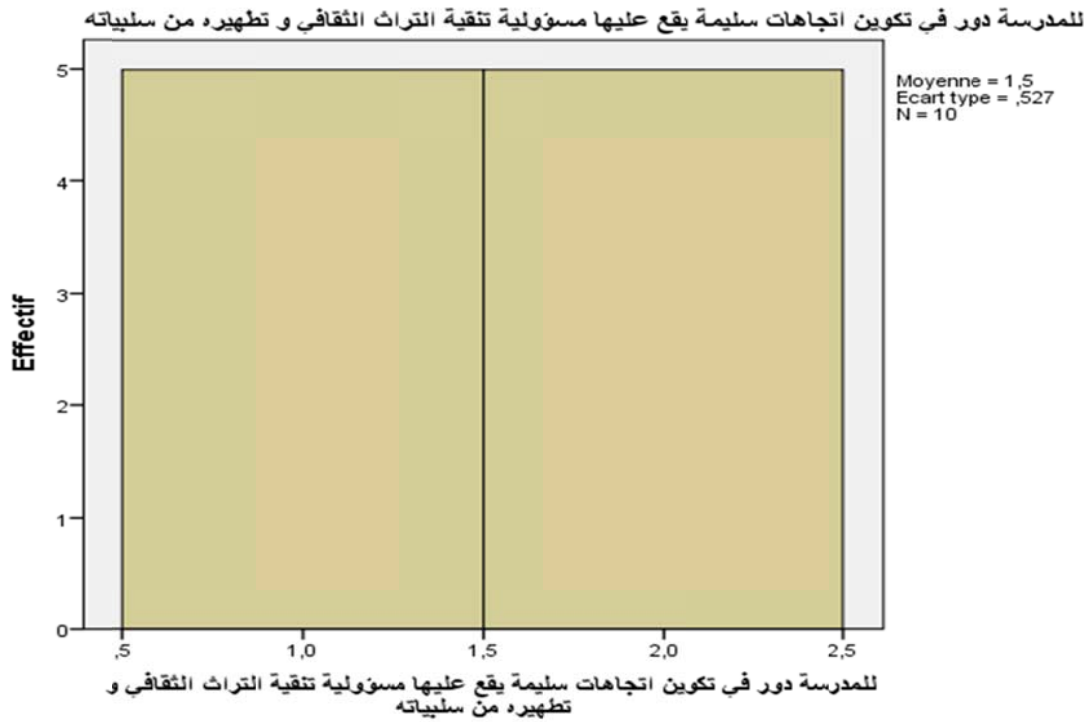 للمدرسة دور في تكوين اتجاهات سليمة يقع عليها مسؤولية تنقية التراث الثقافي و تطهيره من سلبياته
Moyenne = 1,5
Ecart type = ,527
N = 10
Effectif
5
4
3
2
1
0
,5 1,0 1,5 2,0 2,5
للمدرسة دور في تكوين اتجاهات سليمة يقع عليها مسؤولية تنقية التراث الثقافي و
تطهيره من سلبياته